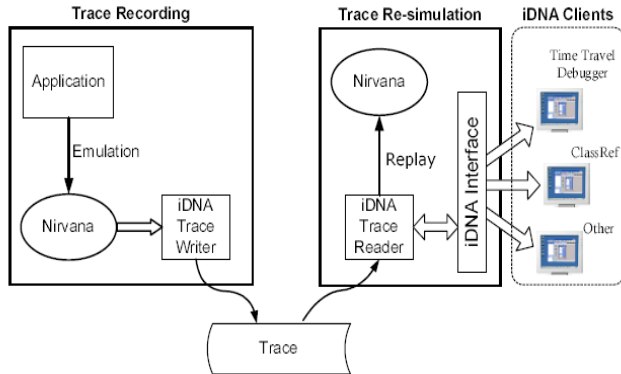 Trace Recording
Trace Re-simulation
iDNA Clients
Application
Emulation
Nirvana
iDNA
Trace
Writer
Nirvana
Replay
iDNA
Trace
Reader
iDNA Interface
Time Travel
Debugger
ClassRef
Other
Trace